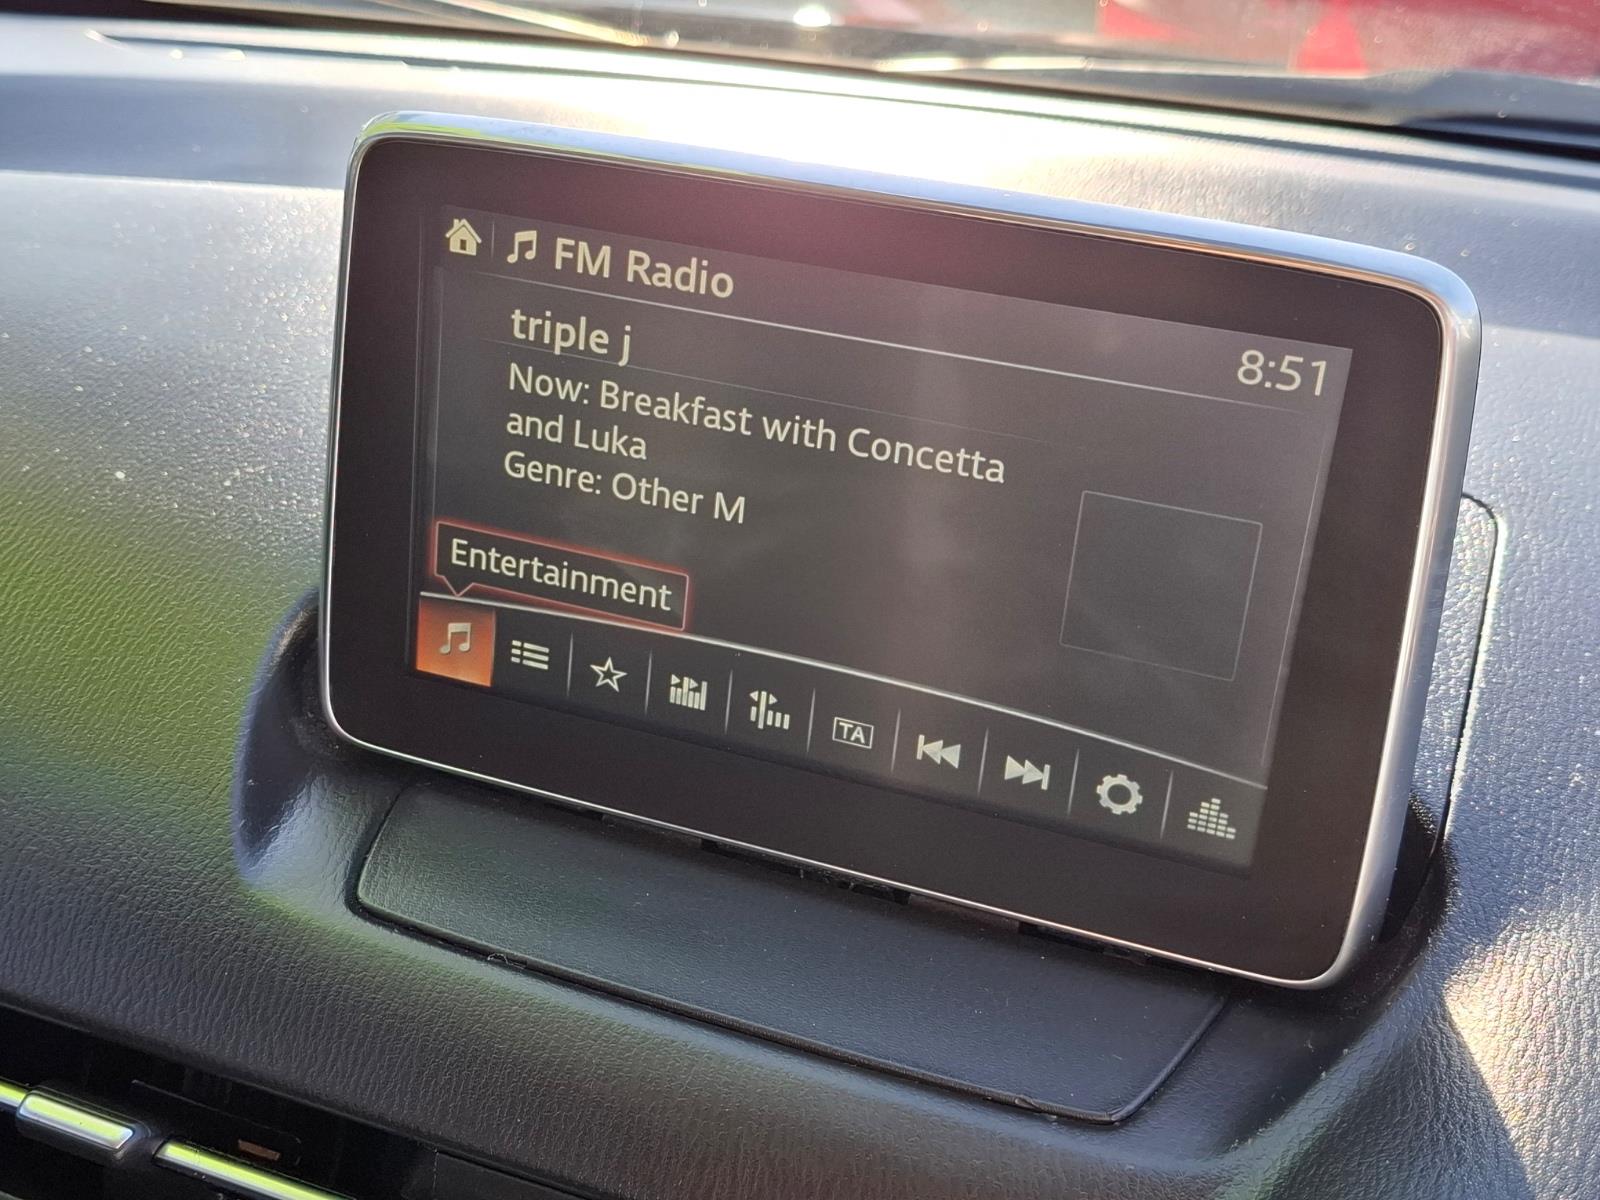 FM Radio
triple j
8:51
Now: Breakfast with Concetta
and Luka
Genre: Other M
Entertainment
TA